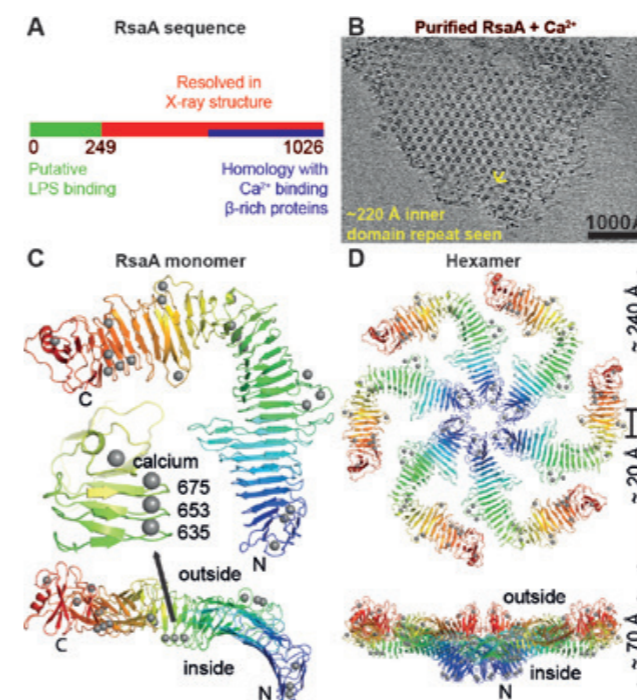 A
RsaA sequence
Resolved in
X-ray structure
0 249 1026
Putative
LPS binding
Homology with
Ca²⁺ binding
β-rich proteins
B
Purified RsaA + Ca²⁺
~220 Å inner
domain repeat seen
1000Å
C
RsaA monomer
C
calcium
675
653
635
N
outside
C
inside
N
D
Hexamer
~ 240 Å
~ 20 Å
outside
inside
~ 70 Å
N